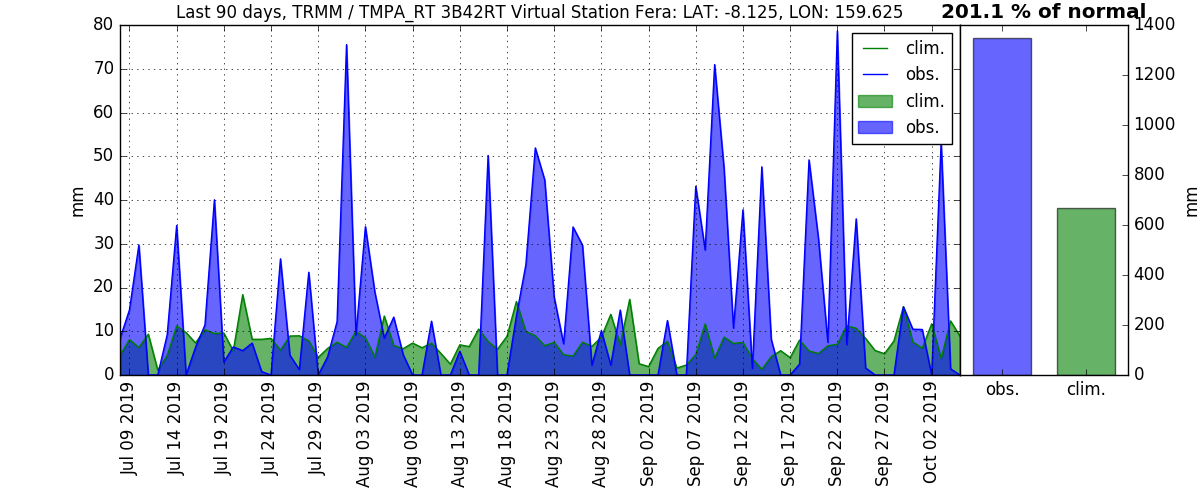 Last 90 days, TRMM / TMPA_RT 3B42RT Virtual Station Fera: LAT: -8.125, LON: 159.625
201.1 % of normal
80
70
60
50
40
30
20
10
0
mm
clim.
obs.
clim.
obs.
1400
1200
1000
800
600
400
200
0
mm
obs.
clim.
Jul 09 2019
Jul 14 2019
Jul 19 2019
Jul 24 2019
Jul 29 2019
Aug 03 2019
Aug 08 2019
Aug 13 2019
Aug 18 2019
Aug 23 2019
Aug 28 2019
Sep 02 2019
Sep 07 2019
Sep 12 2019
Sep 17 2019
Sep 22 2019
Sep 27 2019
Oct 02 2019